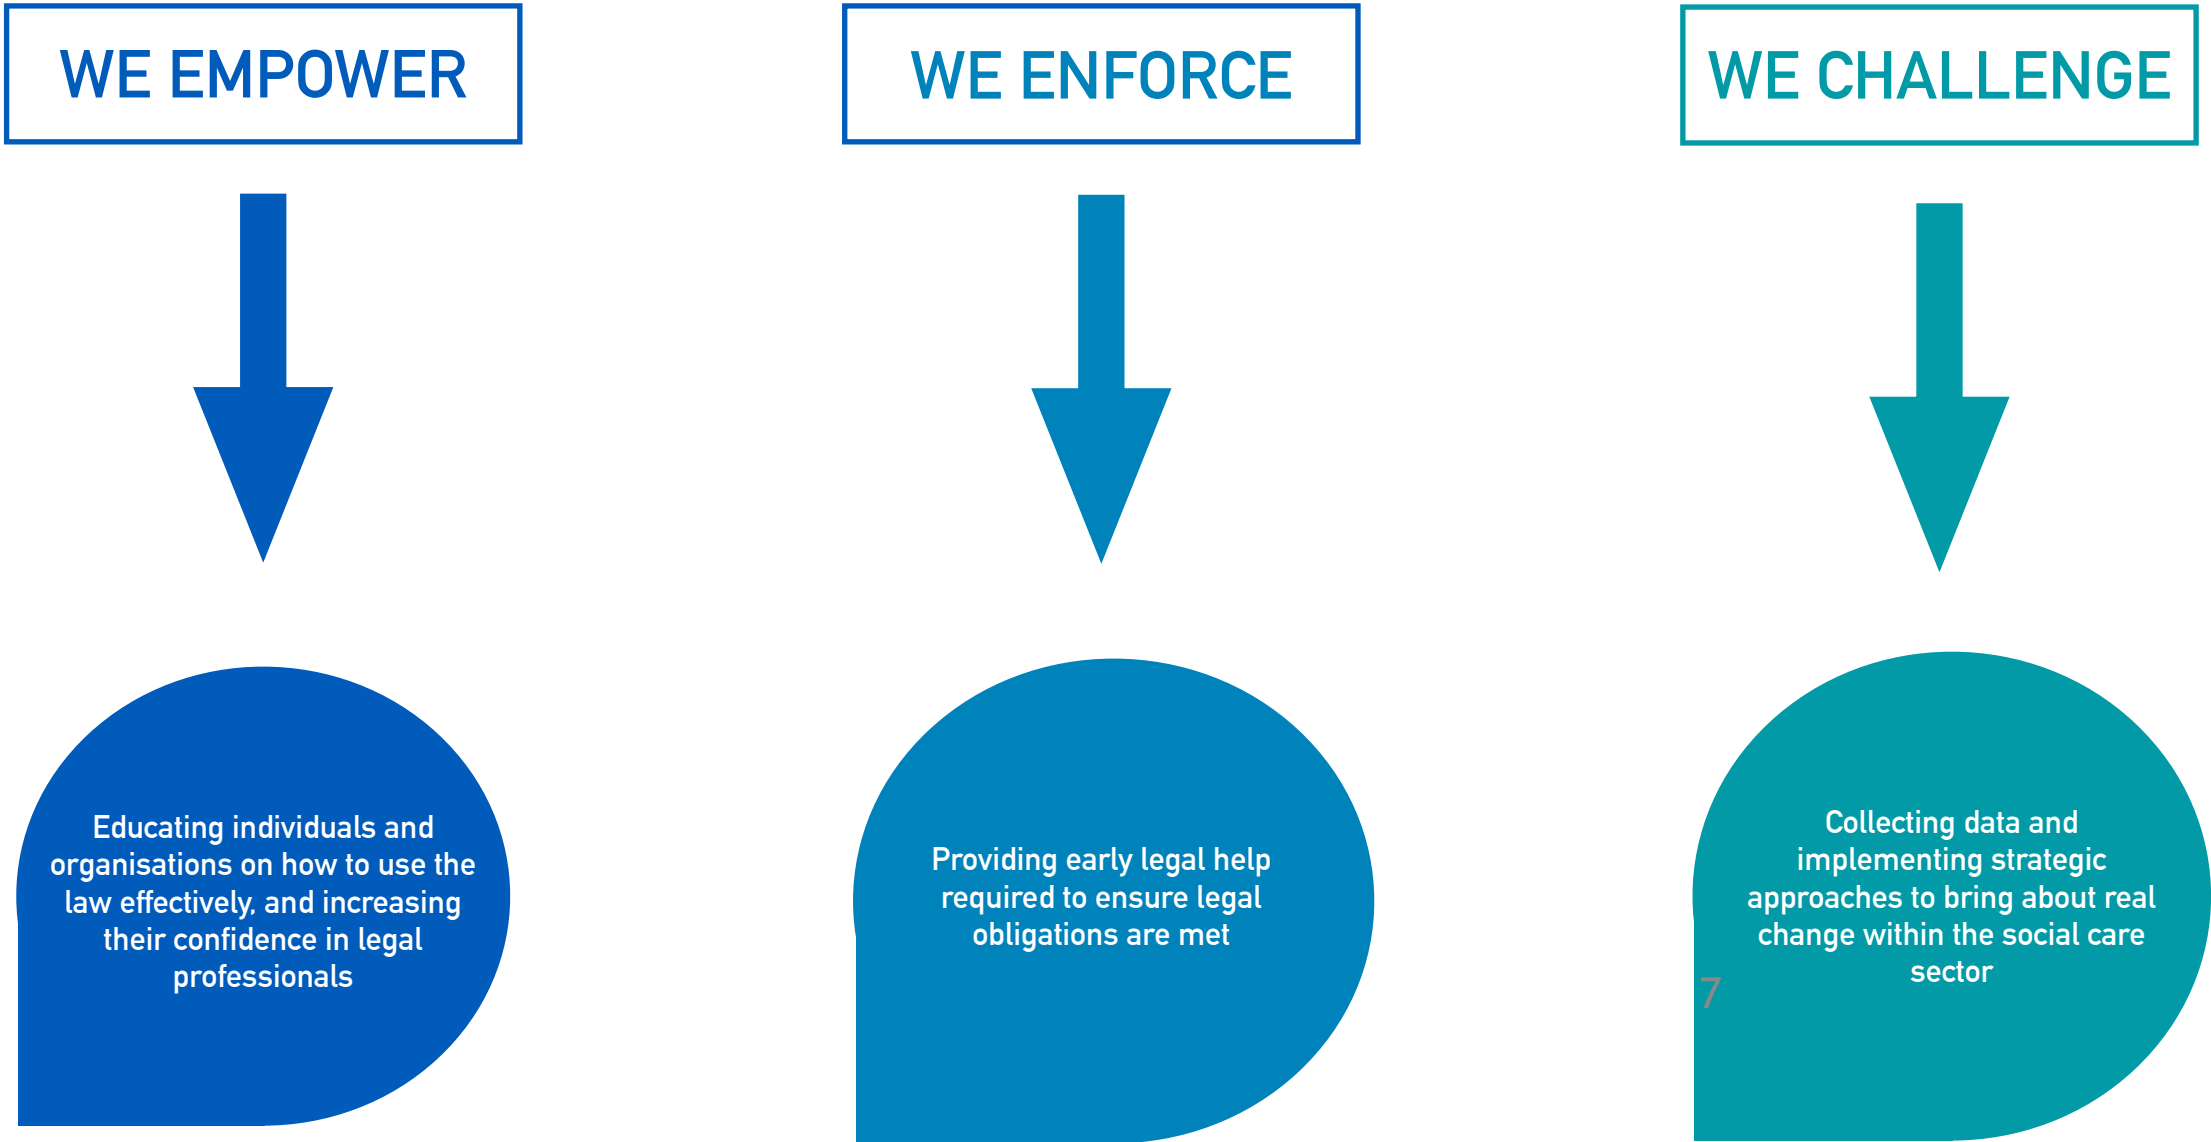 WE EMPOWER
WE ENFORCE
WE CHALLENGE
Educating individuals and
organisations on how to use the
law effectively, and increasing
their confidence in legal
professionals
Providing early legal help
required to ensure legal
obligations are met
Collecting data and
implementing strategic
approaches to bring about real
change within the social care
sector
7